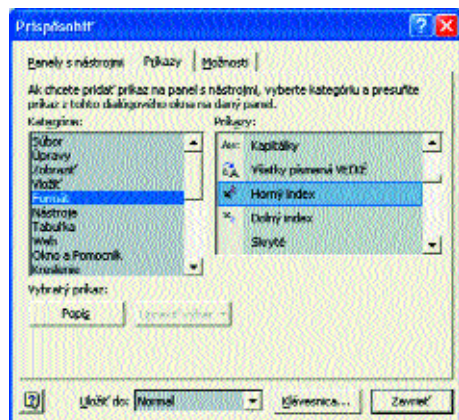 Prispôsobiť
Panely s nástrojmi Príkazy Možnosti
Ak chcete pridať príkaz na panel s nástrojmi, vyberte kategóriu a presuňte
príkaz z tohto dialógového okna na daný panel.
Kategórie: Príkazy:
Súbor
Úpravy
Zobraziť
Vložiť
Formát
Nástroje
Tabuľka
Web
Okno a Pomocník
Kreslenie
Kapitálky
Všetky písmená VEĽKÉ
Horný index
Dolný index
Skryté
Vybratý príkaz:
Popis Upraviť výber
Uložiť do: Normal Klávesnica... Zavrieť